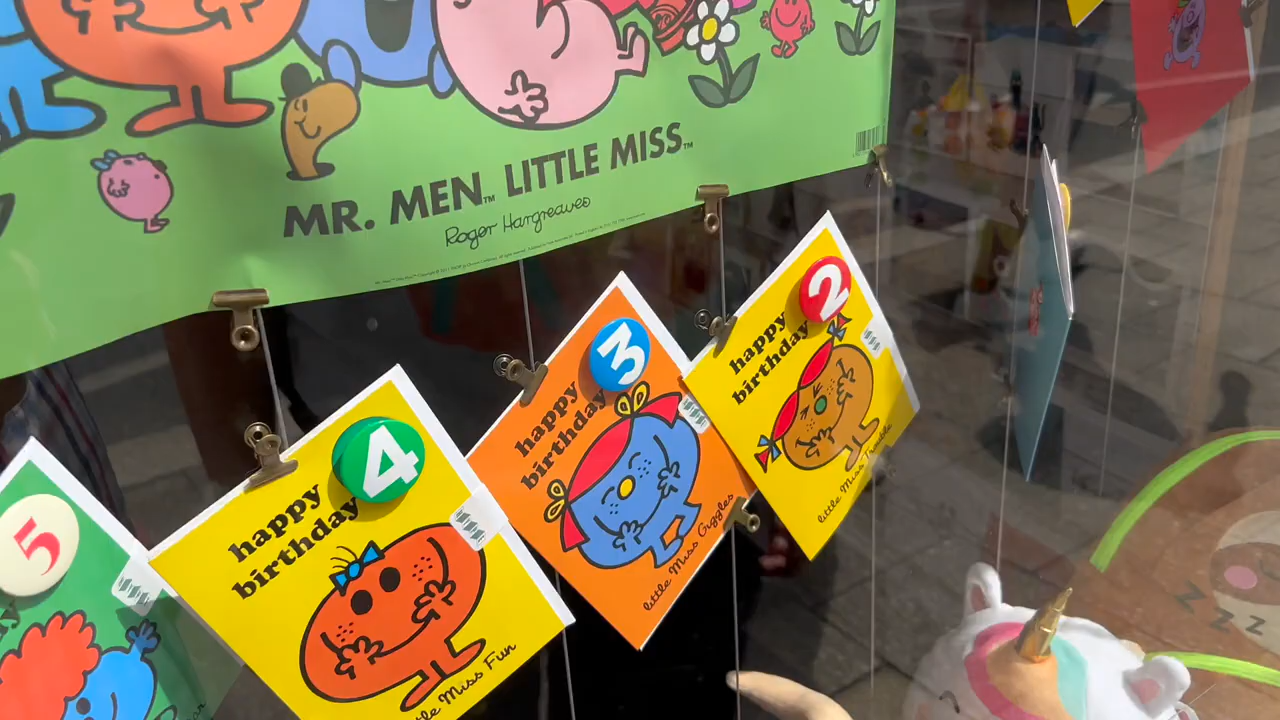 MR. MEN™ LITTLE MISS™
Roger Hargreaves
2
happy
birthday
little Miss Trouble
3
happy
birthday
little Miss Giggles
4
happy
birthday
Miss Fun
5
Z Z Z